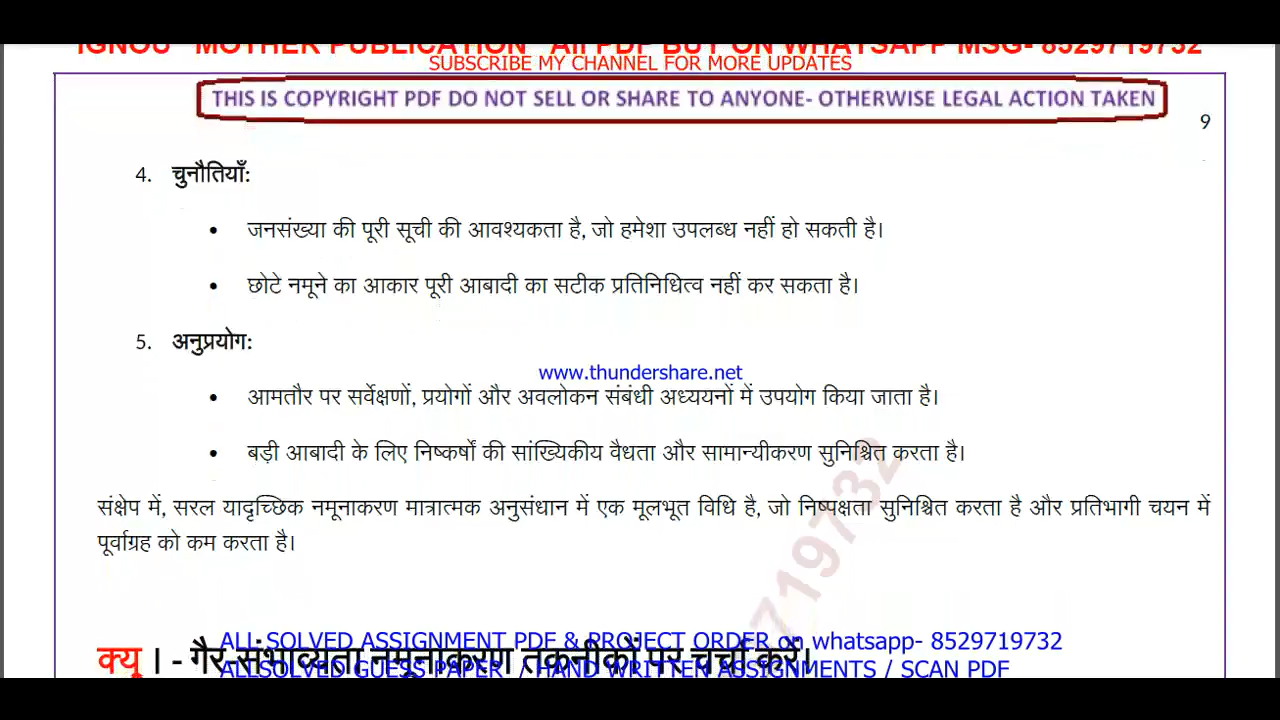 IGNOU MOTHER PUBLICATION All PDF BUY ON WHATSAPP MSG- 8529719732
SUBSCRIBE MY CHANNEL FOR MORE UPDATES
THIS IS COPYRIGHT PDF DO NOT SELL OR SHARE TO ANYONE- OTHERWISE LEGAL ACTION TAKEN
9
4. चुनौतियाँ:
• जनसंख्या की पूरी सूची की आवश्यकता है, जो हमेशा उपलब्ध नहीं हो सकती है।
• छोटे नमूने का आकार पूरी आबादी का सटीक प्रतिनिधित्व नहीं कर सकता है।
5. अनुप्रयोग:
www.thundershare.net
• आमतौर पर सर्वेक्षणों, प्रयोगों और अवलोकन संबंधी अध्ययनों में उपयोग किया जाता है।
• बड़ी आबादी के लिए निष्कर्षों की सांख्यिकीय वैधता और सामान्यीकरण सुनिश्चित करता है।
संक्षेप में, सरल यादृच्छिक नमूनाकरण मात्रात्मक अनुसंधान में एक मूलभूत विधि है, जो निष्पक्षता सुनिश्चित करता है और प्रतिभागी चयन में
पूर्वाग्रह को कम करता है।
719732
ALL SOLVED ASSIGNMENT PDF & PROJECT ORDER on whatsapp- 8529719732
क्यू । - गैर संभाव्यता नमूनाकरण तकनीकों पर चर्चा करें।
ALLSOLVED GUESS PAPER / HAND WRITTEN ASSIGNMENTS / SCAN PDF